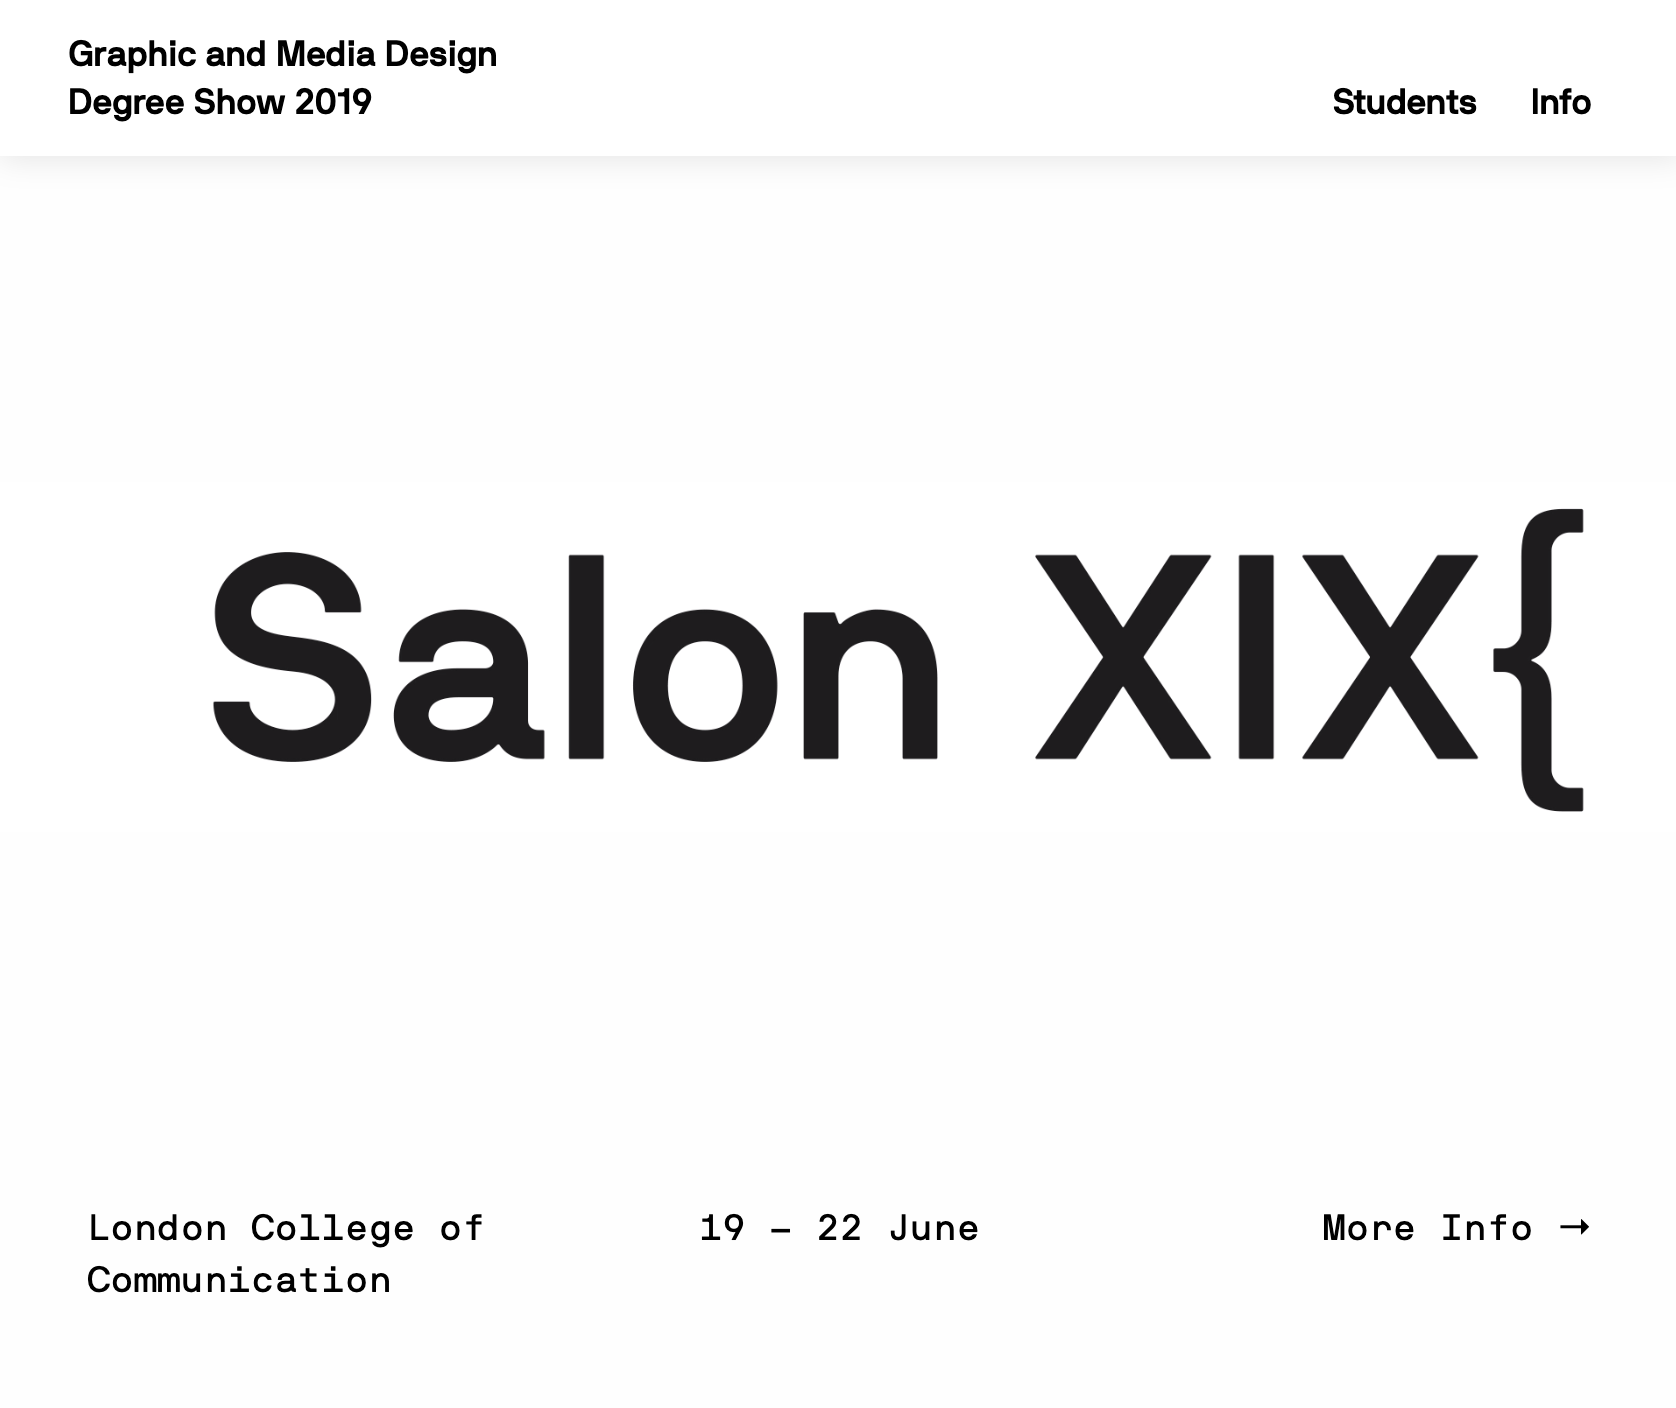 Graphic and Media Design
Degree Show 2019
Students Info
Salon XIX{
London College of
Communication
19 – 22 June
More Info →